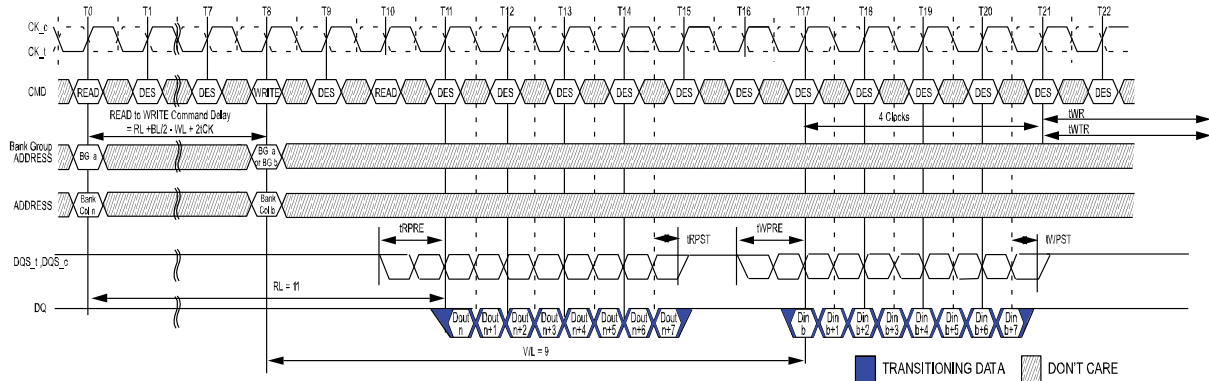 T0 T1 T7 T8 T9 T10 T11 T12 T13 T14 T15 T16 T17 T18 T19 T20 T21 T22
CK_c
CK_t
CMD READ DES DES WRITE DES READ DES DES DES DES DES DES DES DES DES DES DES DES
READ to WRITE Command Delay
= RL +BL/2 - WL + 2tCK
4 Clocks
tWR
tWTR
Bank Group
ADDRESS
BG a
BG a
or BG b
ADDRESS
Bank
Col n
Bank
Col b
tRPRE tRPST tWPRE tWPST
DQS_t ,DQS_c
RL = 11
DQ
Dout
n
Dout
n+1
Dout
n+2
Dout
n+3
Dout
n+4
Dout
n+5
Dout
n+6
Dout
n+7
Din
b
Din
b+1
Din
b+2
Din
b+3
Din
b+4
Din
b+5
Din
b+6
Din
b+7
WL = 9
TRANSITIONING DATA DON'T CARE